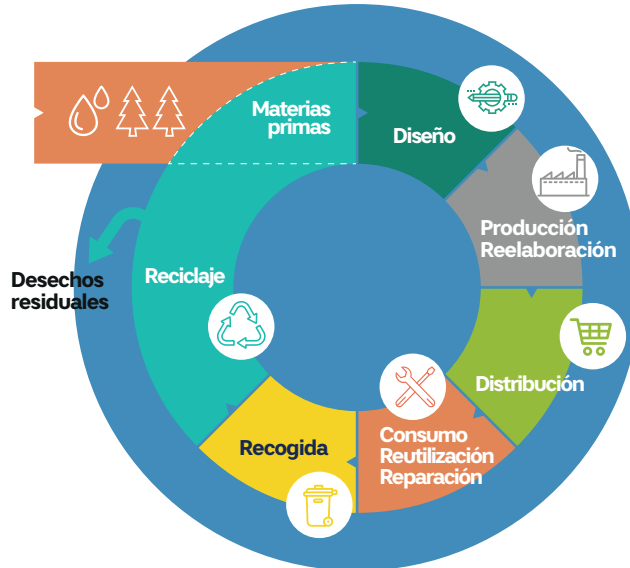 Materias
primas
Diseño
Producción
Reelaboración
Distribución
Consumo
Reutilización
Reparación
Recogida
Reciclaje
Desechos
residuales